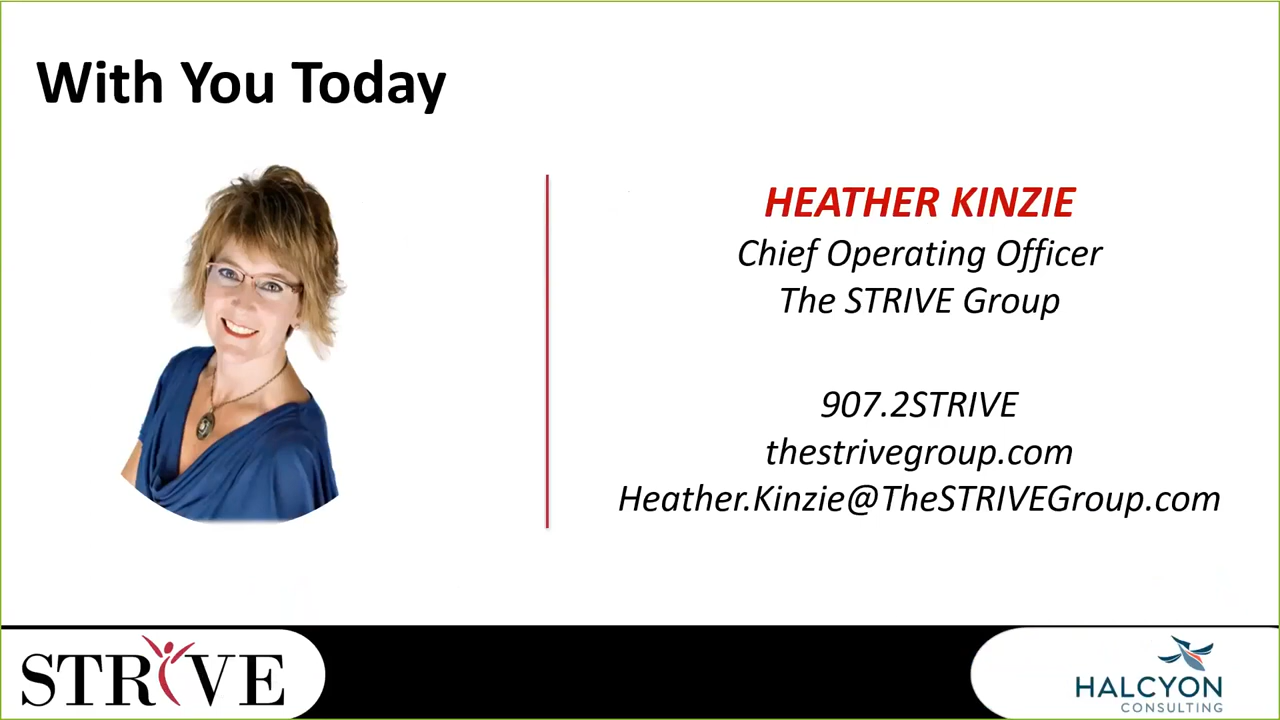 With You Today
HEATHER KINZIE
Chief Operating Officer
The STRIVE Group
907.2STRIVE
thestrivegroup.com
Heather.Kinzie@TheSTRIVEGroup.com
STRIVE
HALCYON
CONSULTING